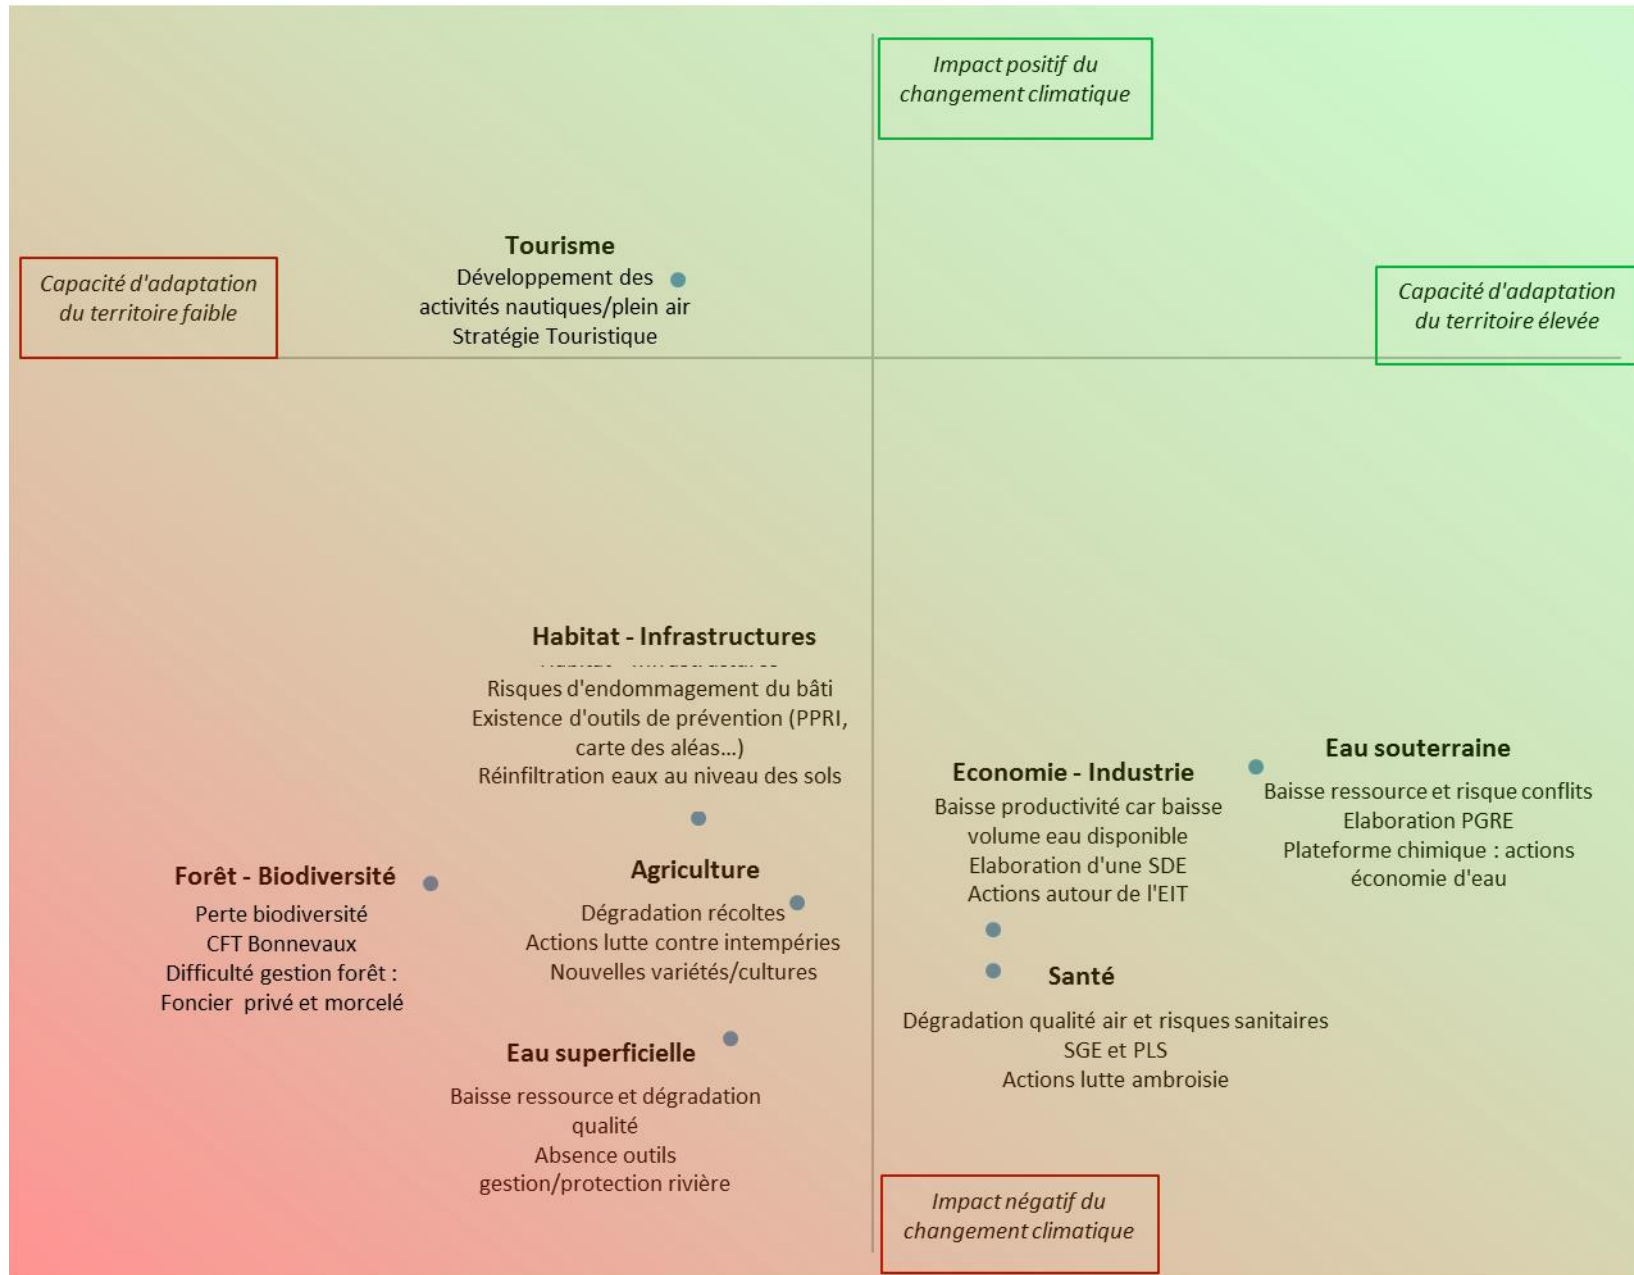 Impact positif du
changement climatique
Tourisme
Développement des
activités nautiques/plein air
Stratégie Touristique
Capacité d'adaptation
du territoire faible
Capacité d'adaptation
du territoire élevée
Habitat - Infrastructures
Risques d'endommagement du bâti
Existence d'outils de prévention (PPRI,
carte des aléas...)
Réinfiltration eaux au niveau des sols
Economie - Industrie
Baisse productivité car baisse
volume eau disponible
Elaboration d'une SDE
Actions autour de l'EIT
Eau souterraine
Baisse ressource et risque conflits
Elaboration PGRE
Plateforme chimique : actions
économie d'eau
Forêt - Biodiversité
Perte biodiversité
CFT Bonnevaux
Difficulté gestion forêt :
Foncier privé et morcelé
Agriculture
Dégradation récoltes
Actions lutte contre intempéries
Nouvelles variétés/cultures
Santé
Dégradation qualité air et risques sanitaires
SGE et PLS
Actions lutte ambroisie
Eau superficielle
Baisse ressource et dégradation
qualité
Absence outils
gestion/protection rivière
Impact négatif du
changement climatique